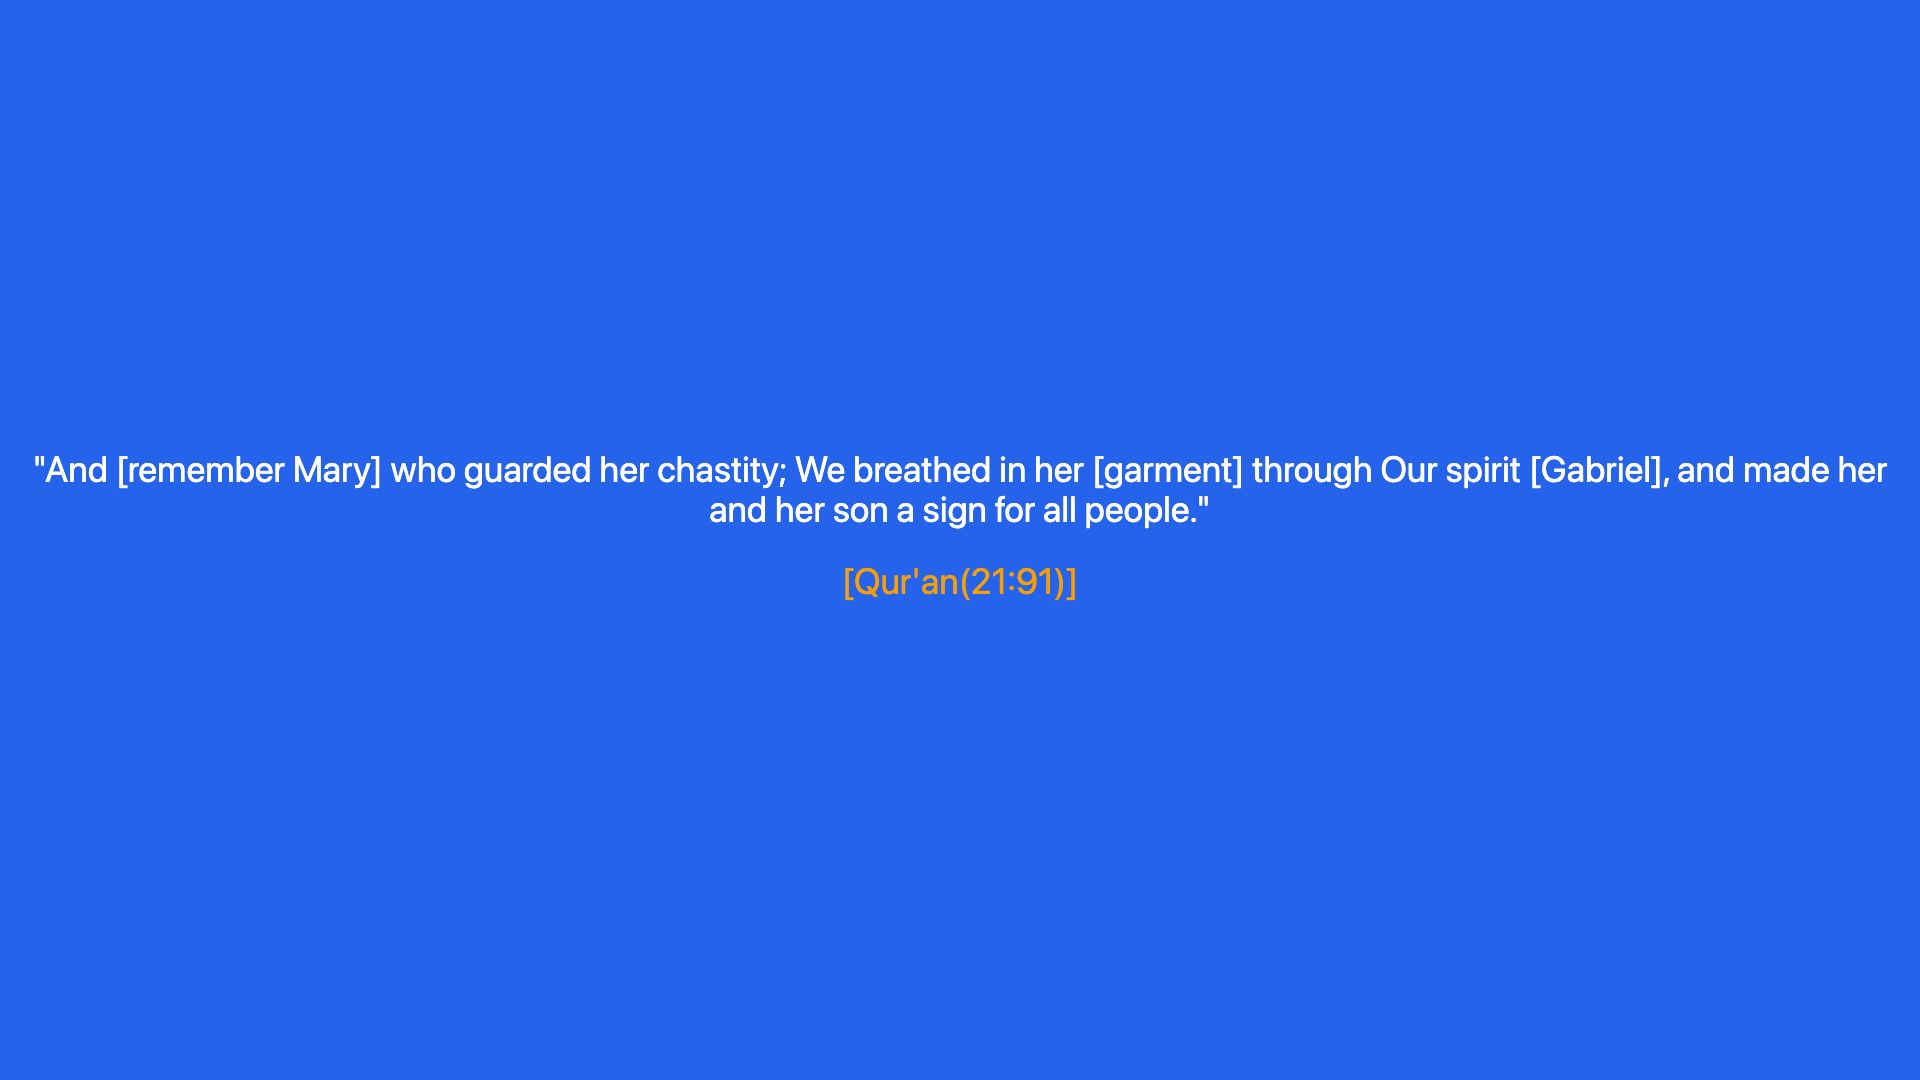 "And [remember Mary] who guarded her chastity; We breathed in her [garment] through Our spirit [Gabriel], and made her
and her son a sign for all people."
[Qur'an(21:91)]